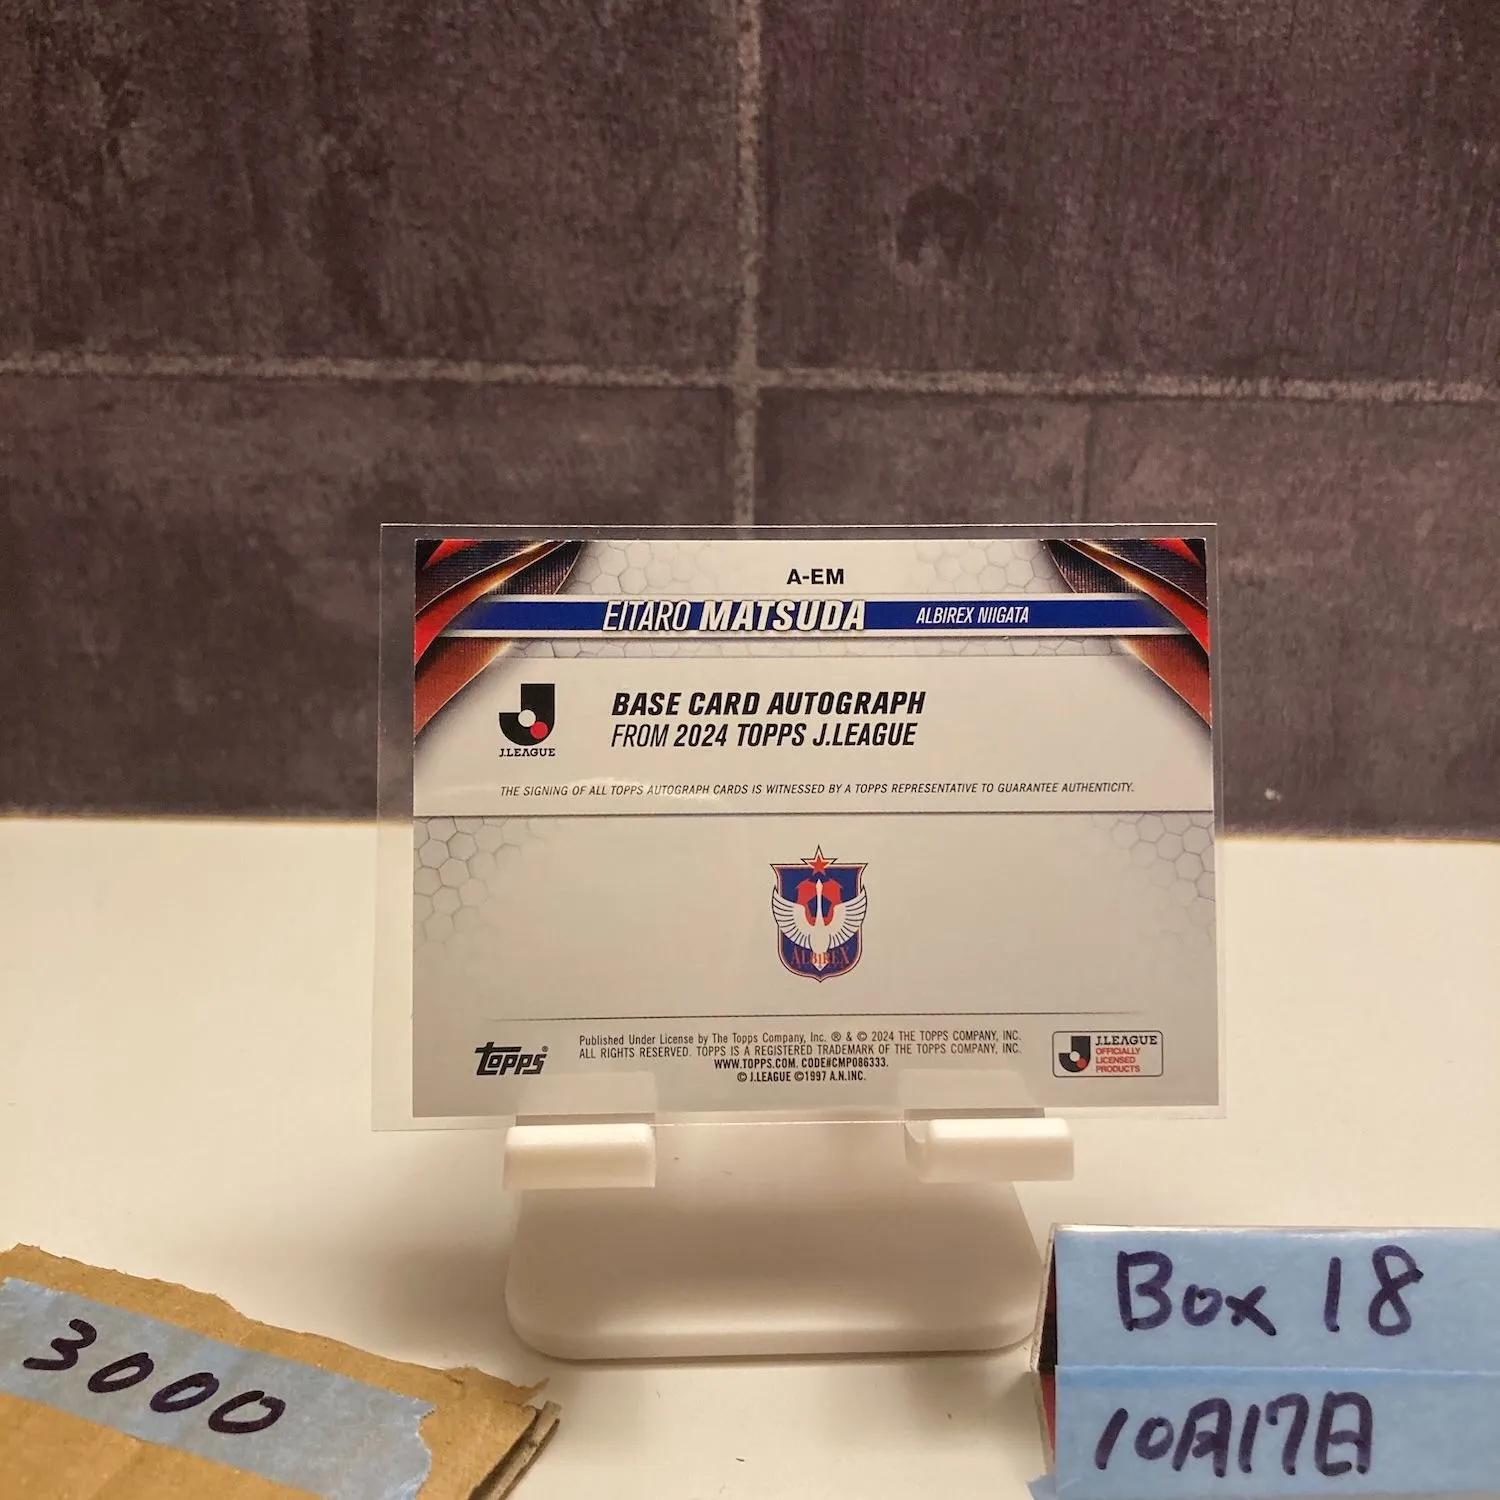 A-EM
EITARO MATSUDA ALBIREX NIIGATA
J.LEAGUE
BASE CARD AUTOGRAPH
FROM 2024 TOPPS J.LEAGUE
THE SIGNING OF ALL TOPPS AUTOGRAPH CARDS IS WITNESSED BY A TOPPS REPRESENTATIVE TO GUARANTEE AUTHENTICITY.
ALBIREX
topps®
Published Under License by The Topps Company, Inc. ® & © 2024 THE TOPPS COMPANY, INC.
ALL RIGHTS RESERVED. TOPPS IS A REGISTERED TRADEMARK OF THE TOPPS COMPANY, INC.
WWW.TOPPS.COM. CODE#CMP086333.
© J.LEAGUE ©1997 A.N.INC.
J.LEAGUE
OFFICIALLY
LICENSED
PRODUCTS
3000
Box 18
10月17日